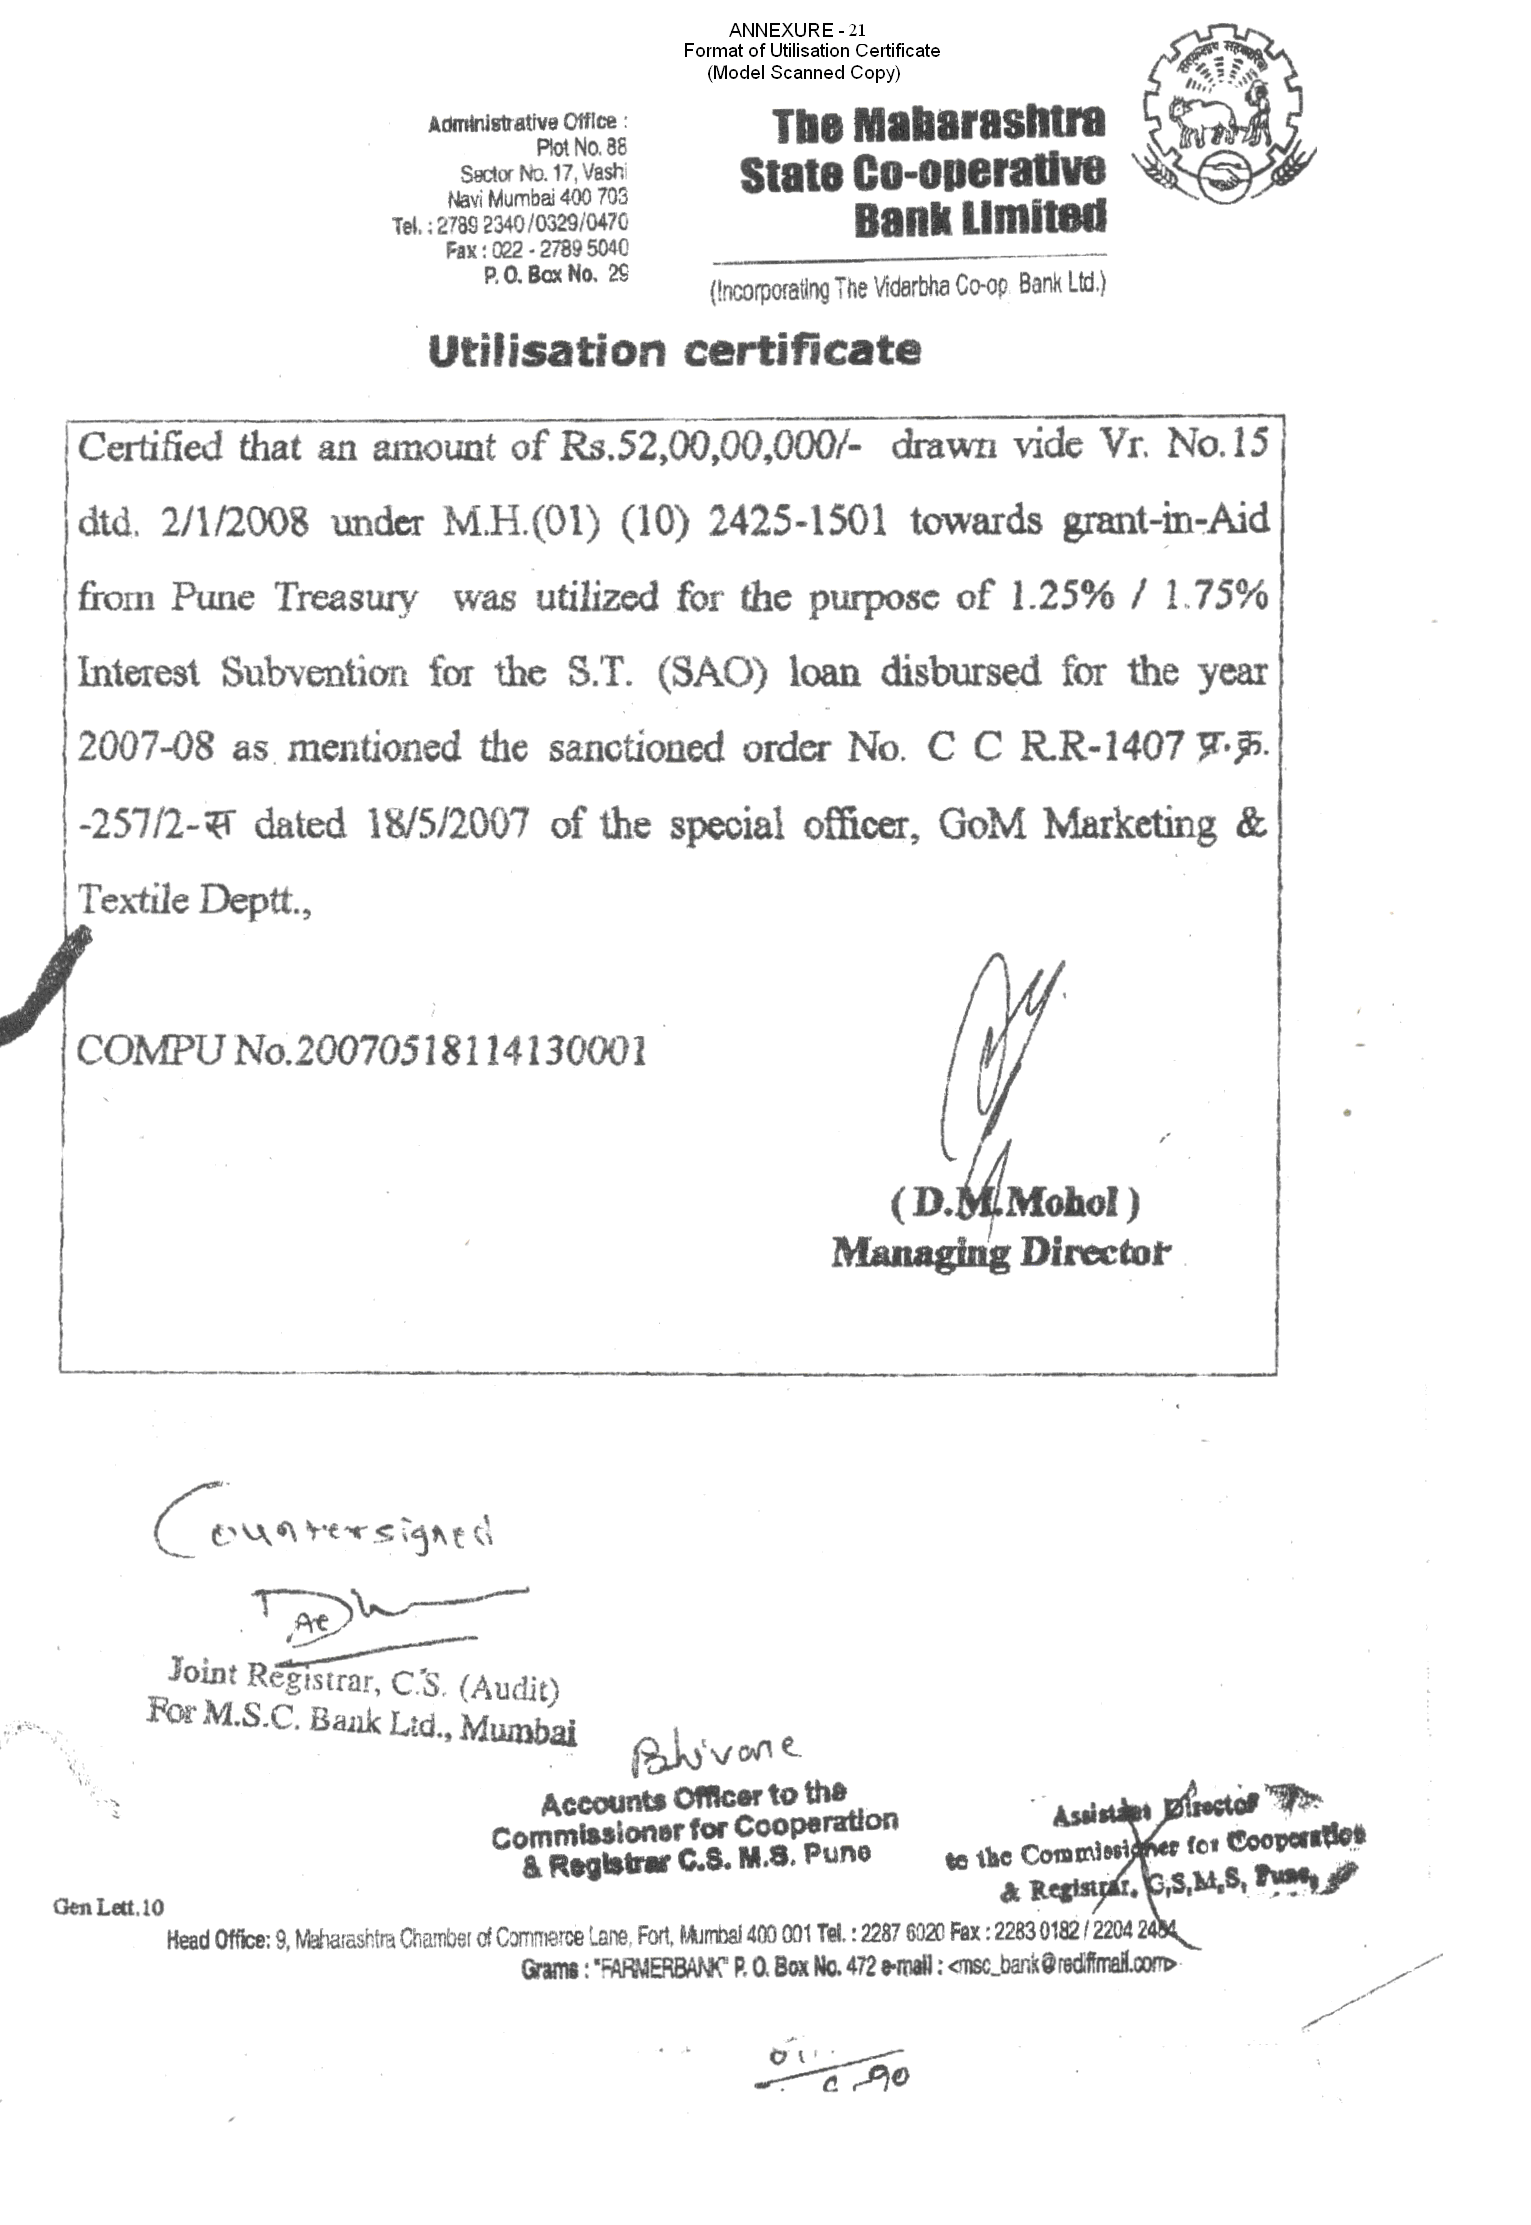 ANNEXURE - 21
Format of Utilisation Certificate
(Model Scanned Copy)
Administrative Office :
Plot No. 88
Sector No. 17, Vashi
Navi Mumbai 400 703
Tel. : 2789 2340/0329/0470
Fax : 022 - 2789 5040
P. O. Box No. 29
The Maharashtra
State Co-operative
Bank Limited
(Incorporating The Vidarbha Co-op. Bank Ltd.)
Utilisation certificate
Certified that an amount of Rs.52,00,00,000/- drawn vide Vr. No.15
dtd. 2/1/2008 under M.H.(01) (10) 2425-1501 towards grant-in-Aid
from Pune Treasury was utilized for the purpose of 1.25% / 1.75%
Interest Subvention for the S.T. (SAO) loan disbursed for the year
2007-08 as mentioned the sanctioned order No. C C R.R-1407 प्र.क्र.
-257/2-स dated 18/5/2007 of the special officer, GoM Marketing &
Textile Deptt.,
COMPU No.20070518114130001
( D.M.Mohol )
Managing Director
Countersigned
Joint Registrar, C.S. (Audit)
For M.S.C. Bank Ltd., Mumbai
Bhivane
Accounts Officer to the
Commissioner for Cooperation
& Registrar C.S. M.S. Pune
Assistant Director
to the Commissioner for Cooperation
& Registrar, C,S,M,S, Pune,
Gen Lett.10
Head Office: 9, Maharashtra Chamber of Commerce Lane, Fort, Mumbai 400 001 Tel. : 2287 6020 Fax : 2283 0182 / 2204 2484
Grams : "FARMERBANK" P. O. Box No. 472 e-mail : <msc_bank@rediffmail.com>